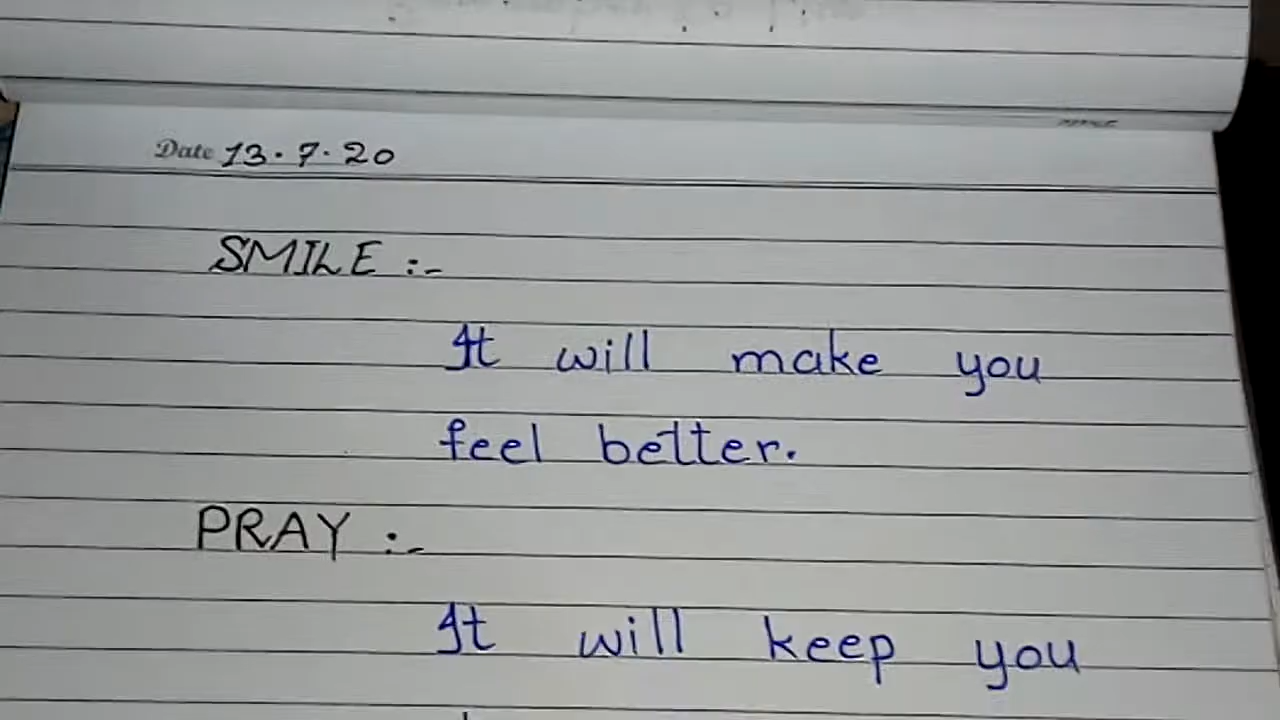 Date 13.7.20
SMILE :-
It will make you
feel better.
PRAY :-
It will keep you